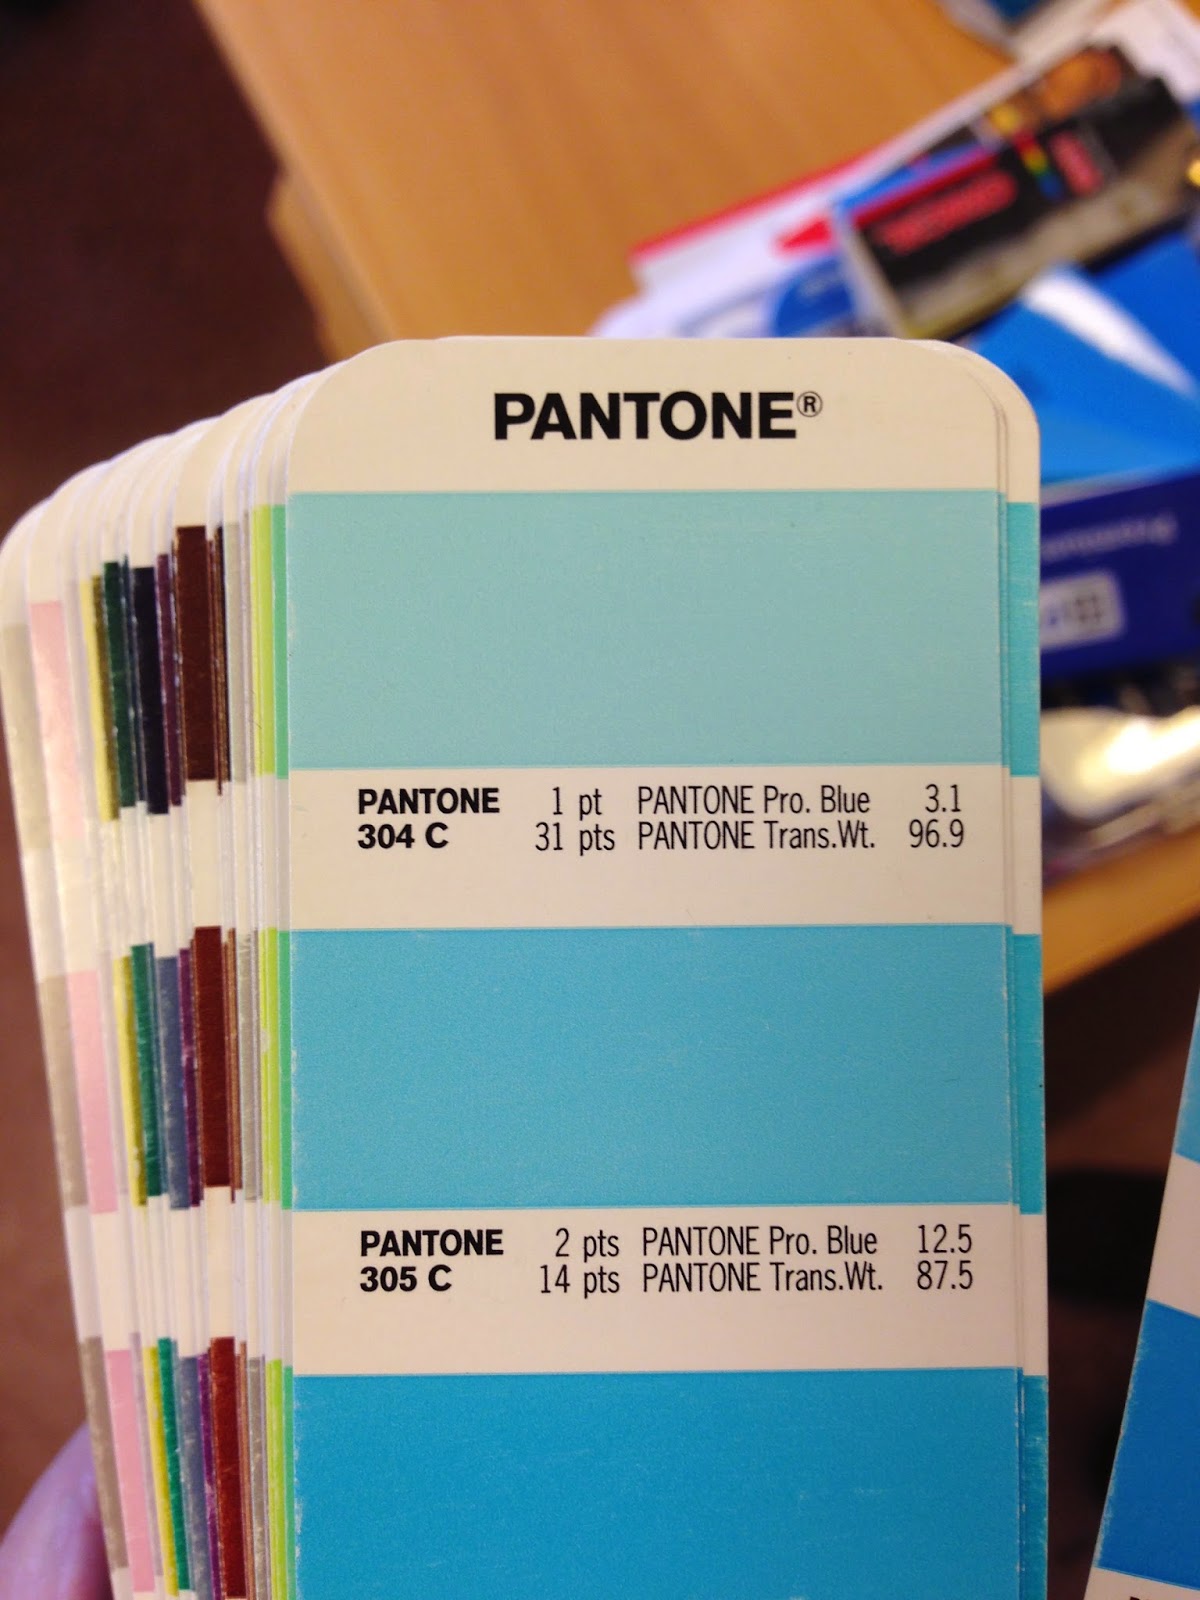 PANTONE®
PANTONE 1 pt PANTONE Pro. Blue 3.1
304 C 31 pts PANTONE Trans.Wt. 96.9
PANTONE 2 pts PANTONE Pro. Blue 12.5
305 C 14 pts PANTONE Trans.Wt. 87.5
Premium